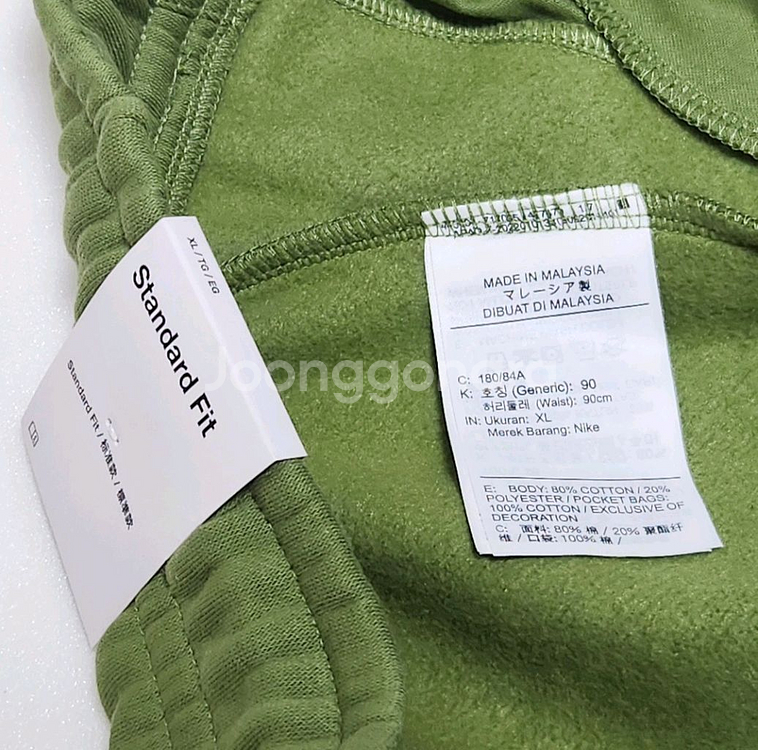 XL / TG / EG
Standard Fit
Standard Fit / 标准款 / 標準款
MADE IN MALAYSIA
マレーシア製
DIBUAT DI MALAYSIA
C: 180/84A
K: 호칭 (Generic): 90
허리둘레 (Waist): 90cm
IN: Ukuran: XL
Merek Barang: Nike
E: BODY: 80% COTTON / 20%
POLYESTER / POCKET BAGS:
100% COTTON / EXCLUSIVE OF
DECORATION
C: 面料: 80% 棉 / 20% 聚酯纤
维 / 口袋: 100% 棉 /